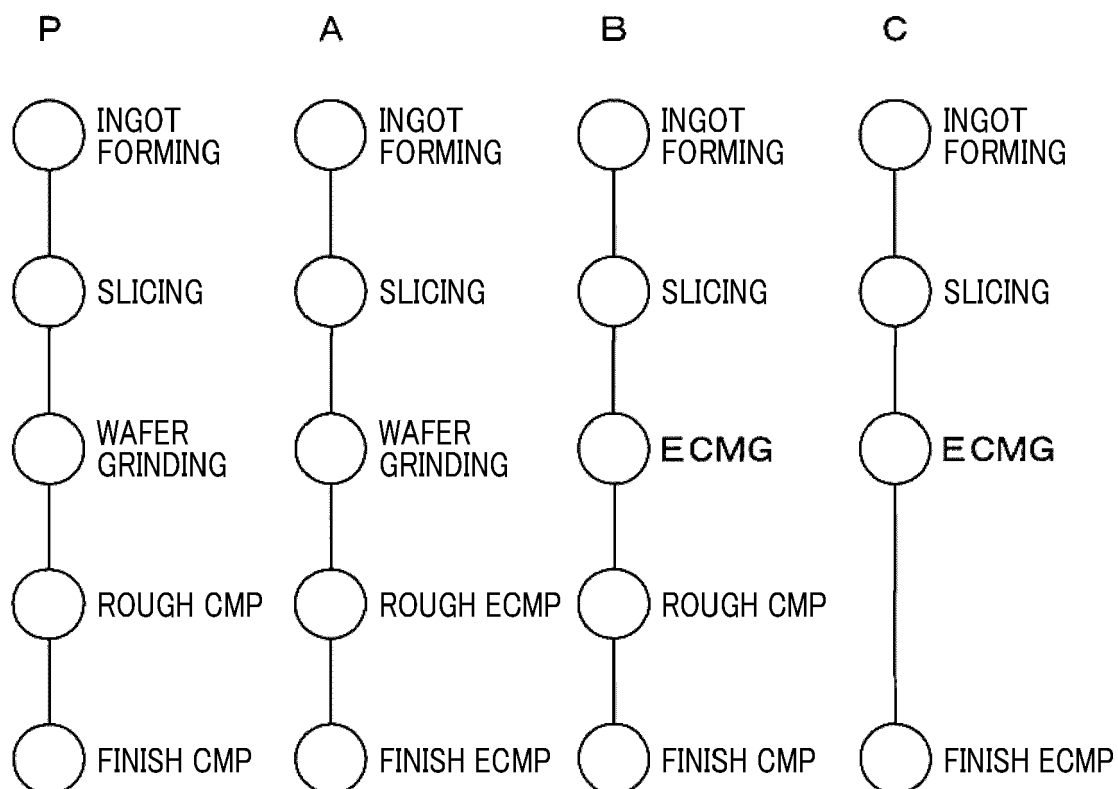 P
A
B
C
INGOT
FORMING
INGOT
FORMING
INGOT
FORMING
INGOT
FORMING
SLICING
SLICING
SLICING
SLICING
WAFER
GRINDING
WAFER
GRINDING
ECMG
ECMG
ROUGH CMP
ROUGH ECMP
ROUGH CMP
FINISH CMP
FINISH ECMP
FINISH CMP
FINISH ECMP